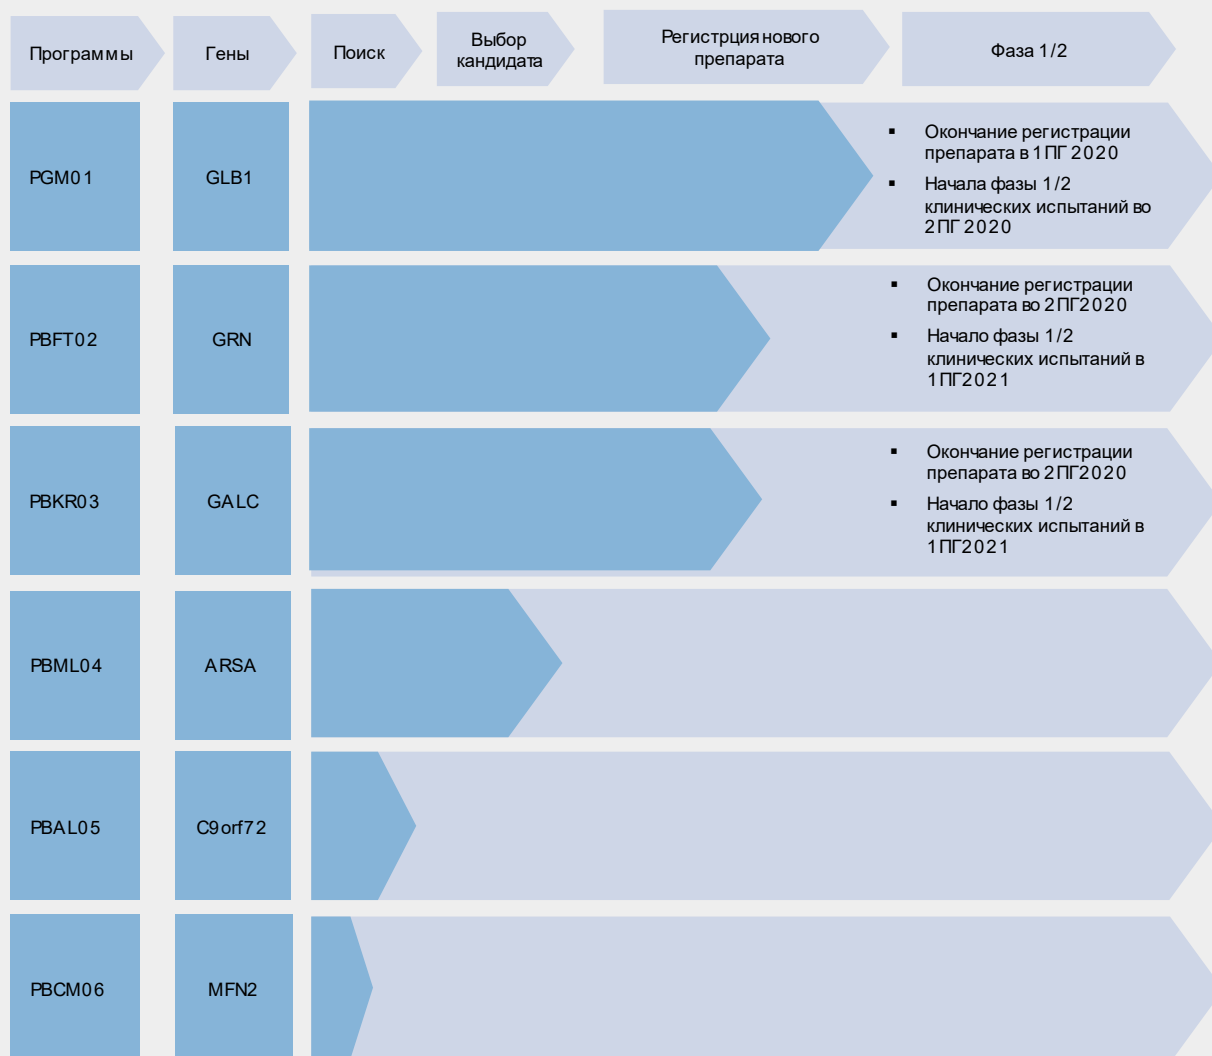 Программы
Гены
Поиск
Выбор
кандидата
Регистрция нового
препарата
Фаза 1/2
PGM01
GLB1
▪ Окончание регистрации
препарата в 1ПГ 2020
▪ Начала фазы 1/2
клинических испытаний во
2ПГ 2020
PBFT02
GRN
▪ Окончание регистрации
препарата во 2ПГ2020
▪ Начало фазы 1/2
клинических испытаний в
1ПГ2021
PBKR03
GALC
▪ Окончание регистрации
препарата во 2ПГ2020
▪ Начало фазы 1/2
клинических испытаний в
1ПГ2021
PBML04
ARSA
PBAL05
C9orf72
PBCM06
MFN2